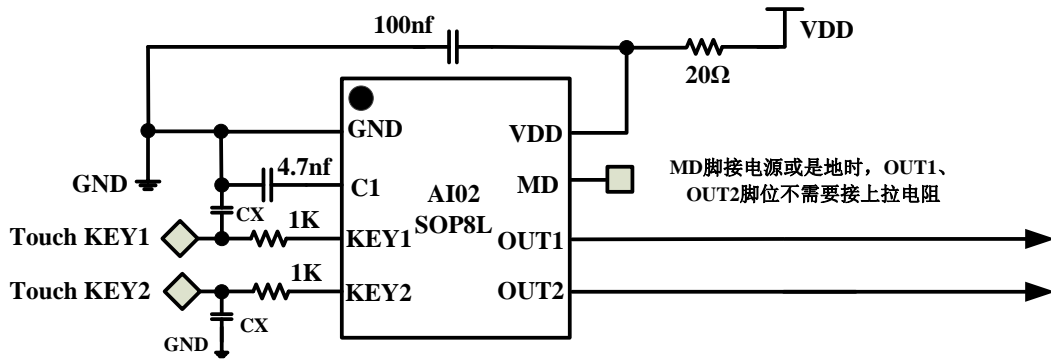 100nf
VDD
20Ω
GND
VDD
4.7nf
MD脚接电源或是地时，OUT1、
OUT2脚位不需要接上拉电阻
GND
C1
AI02
MD
CX
SOP8L
1K
Touch KEY1
KEY1
OUT1
1K
Touch KEY2
KEY2
OUT2
CX
GND